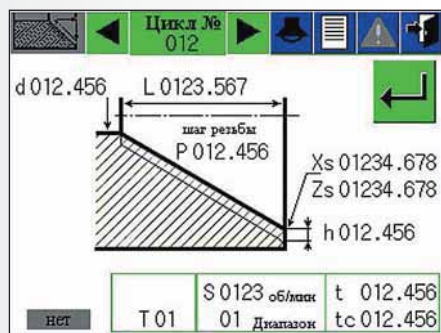 Цикл №
012
d 012.456
L 0123.567
шаг резьбы
P 012.456
Xs 01234.678
Zs 01234.678
h 012.456
нет
T 01
S 0123 об/мин
01 Диапазон
t 012.456
tc 012.456